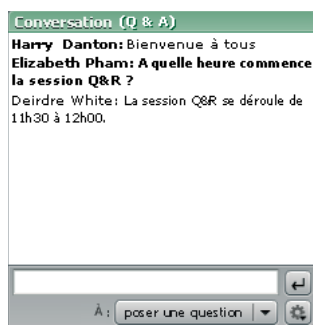 Conversation (Q & A)
Harry Danton: Bienvenue à tous
Elizabeth Pham: A quelle heure commence
la session Q&R ?
Deirdre White: La session Q&R se déroule de
11h30 à 12h00.
À : poser une question